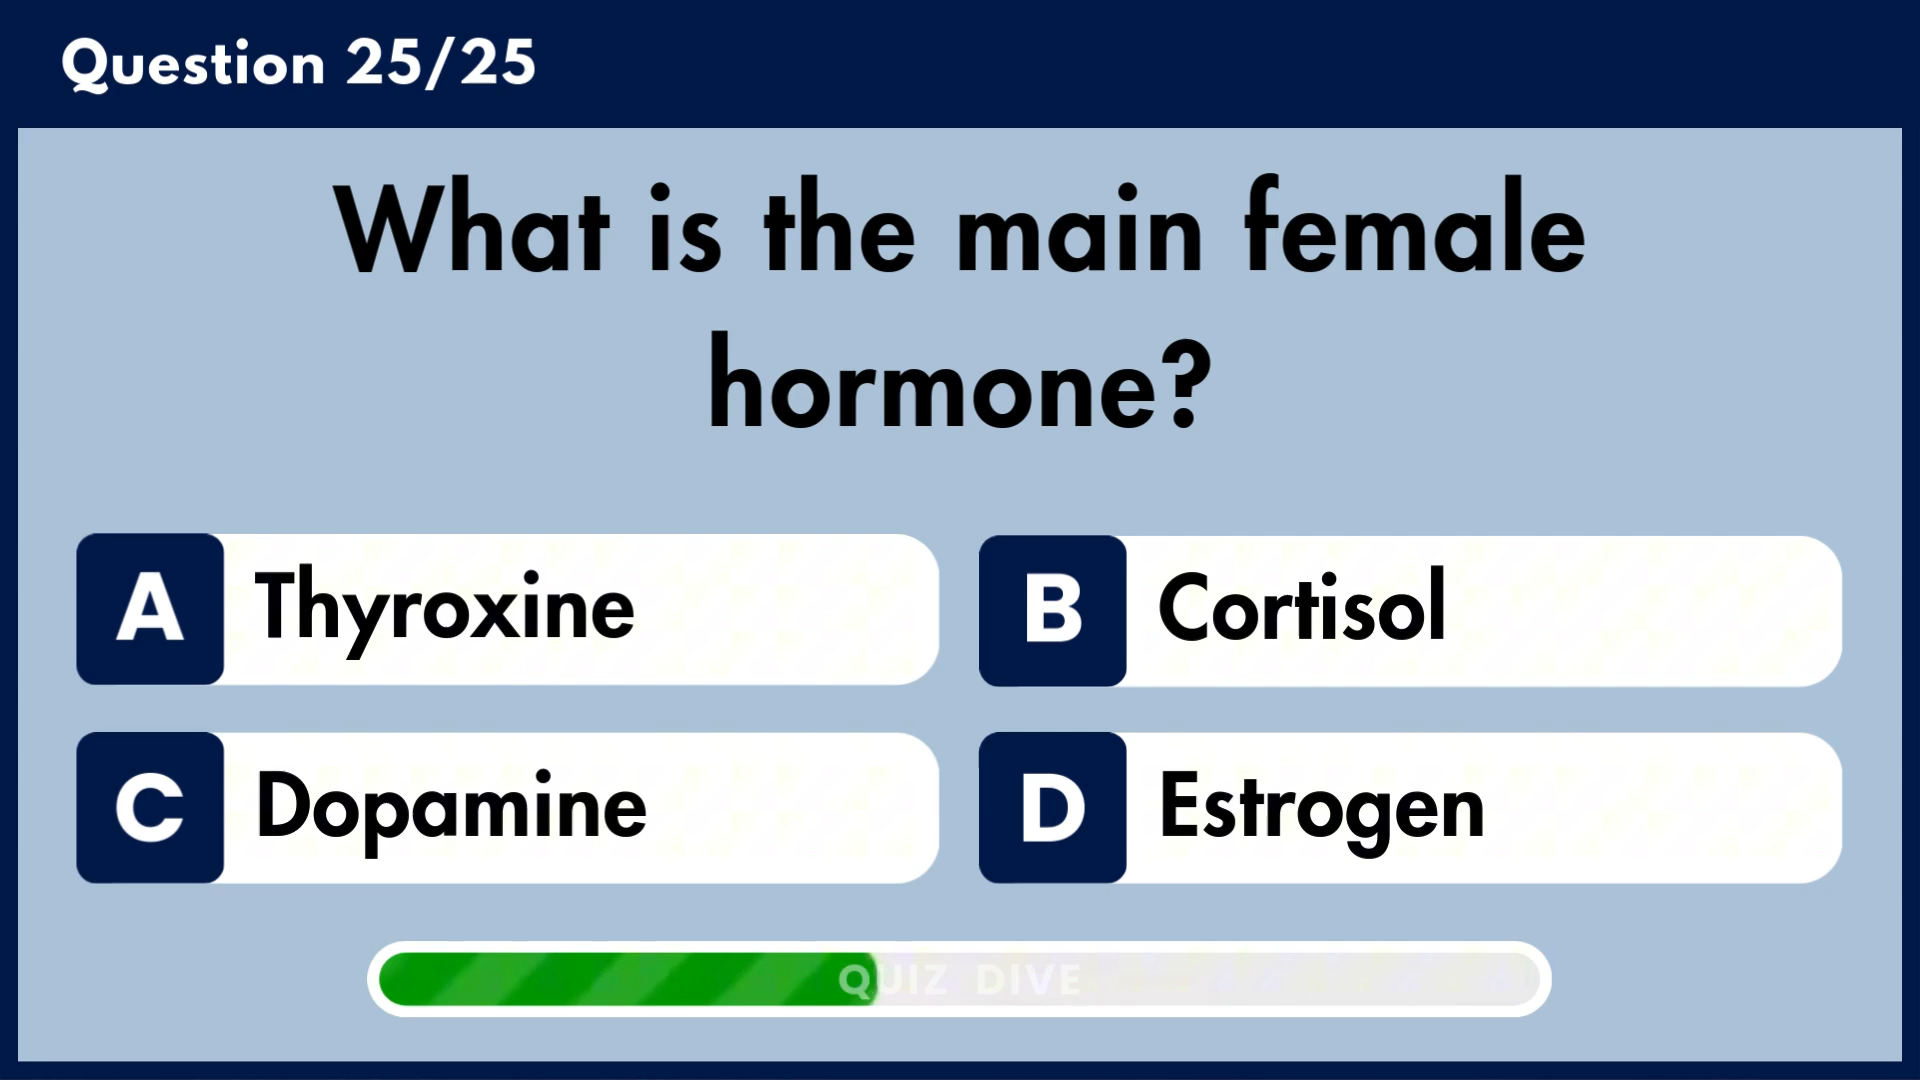 Question 25/25
What is the main female
hormone?
A Thyroxine
B Cortisol
C Dopamine
D Estrogen
QUIZ DIVE